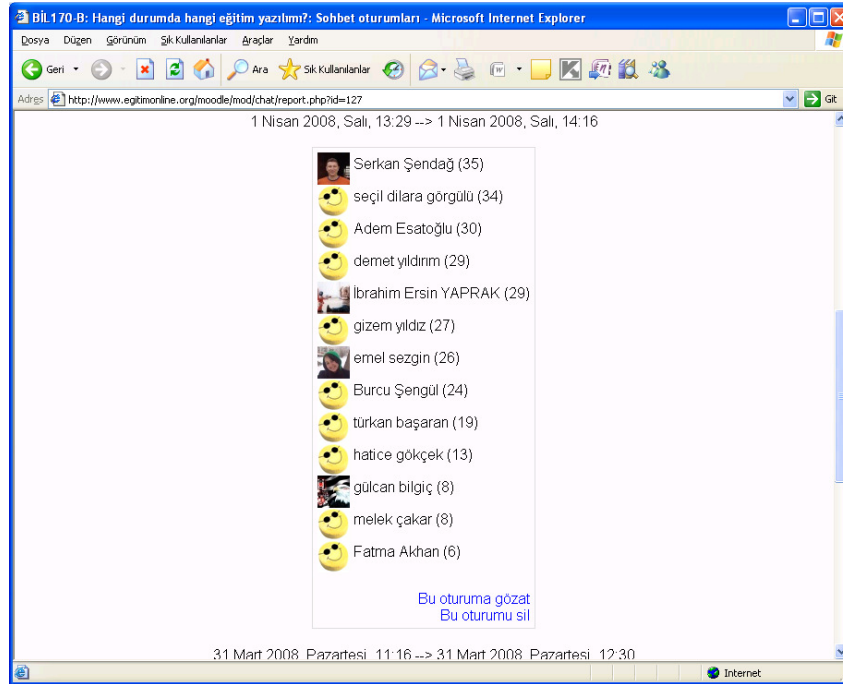 BİL170-B: Hangi durumda hangi eğitim yazılımı?: Sohbet oturumları - Microsoft Internet Explorer
Dosya Düzen Görünüm Sık Kullanılanlar Araçlar Yardım
Geri Ara Sık Kullanılanlar
Adres http://www.egitimonline.org/moodle/mod/chat/report.php?id=127 Git
1 Nisan 2008, Salı, 13:29 --> 1 Nisan 2008, Salı, 14:16
Serkan Şendağ (35)
seçil dilara görgülü (34)
Adem Esatoğlu (30)
demet yıldırım (29)
İbrahim Ersin YAPRAK (29)
gizem yıldız (27)
emel sezgin (26)
Burcu Şengül (24)
türkan başaran (19)
hatice gökçek (13)
gülcan bilgiç (8)
melek çakar (8)
Fatma Akhan (6)
Bu oturuma gözat
Bu oturumu sil
31 Mart 2008, Pazartesi, 11:16 --> 31 Mart 2008, Pazartesi, 12:30
Internet